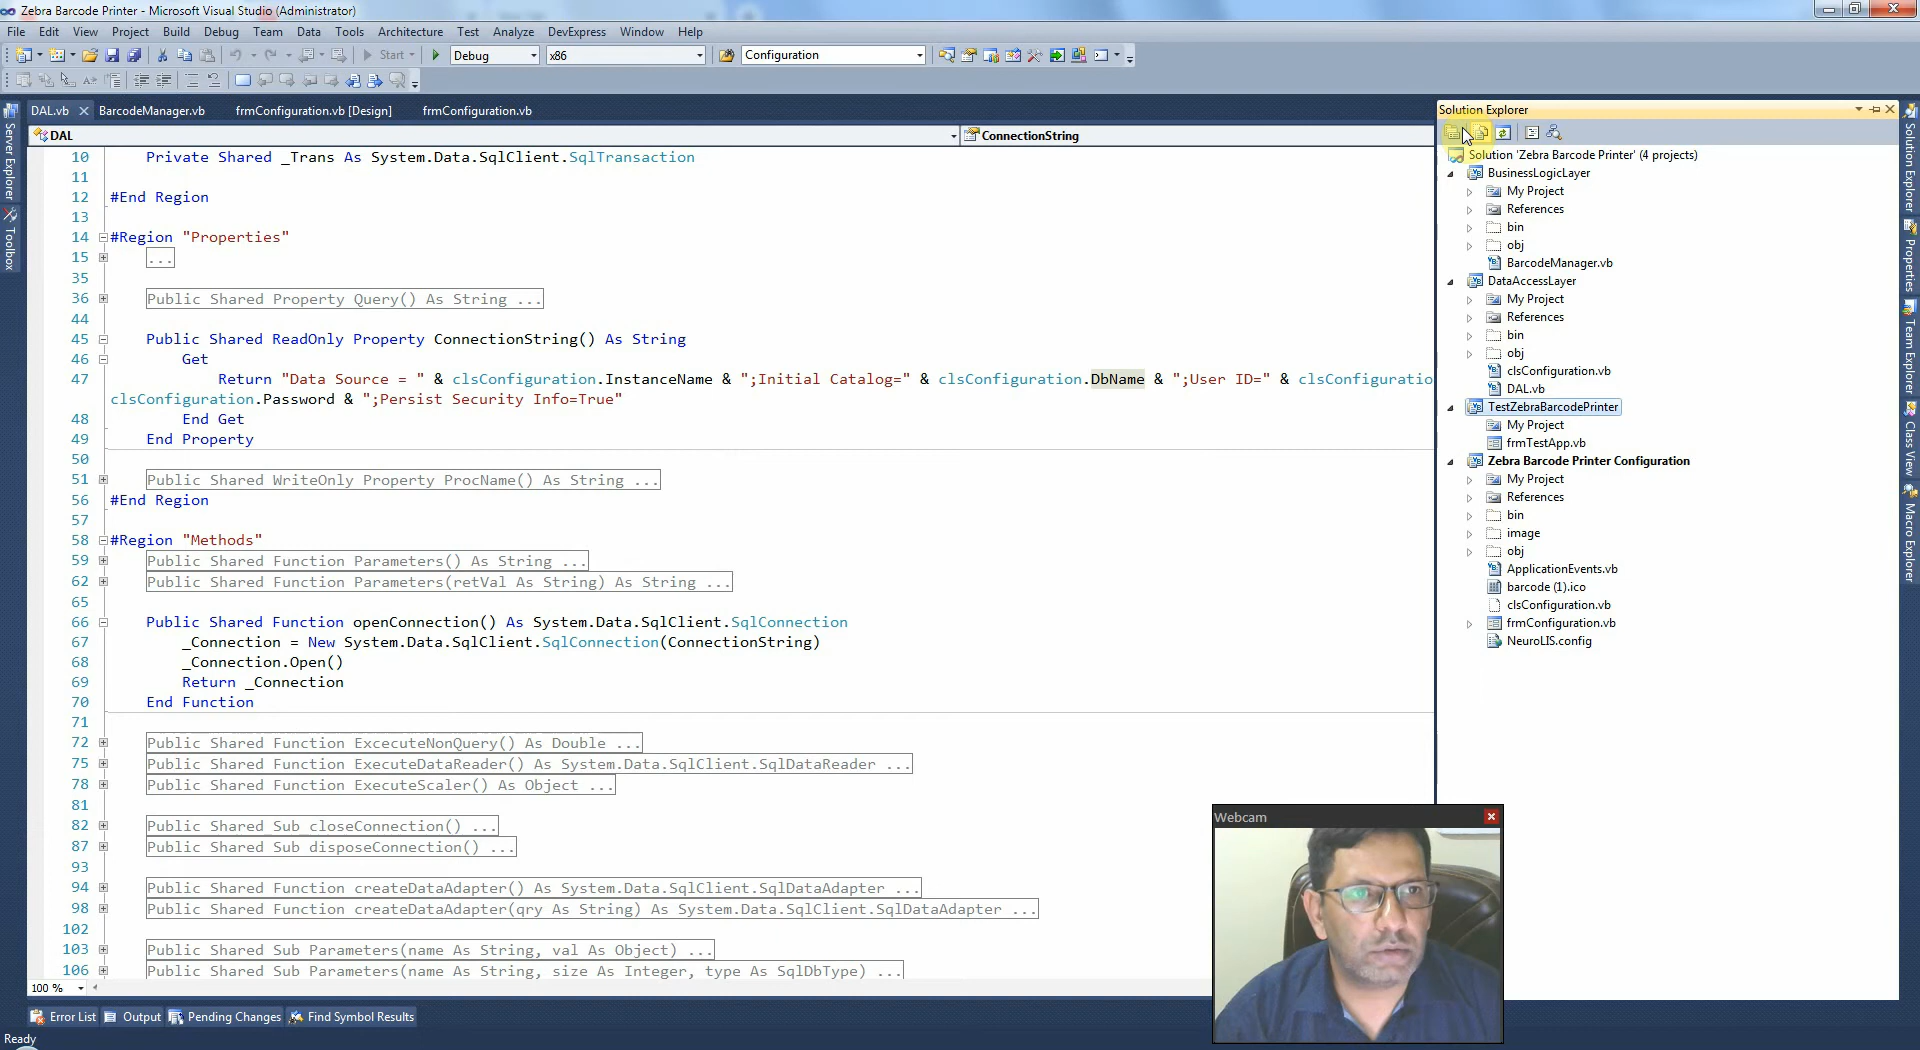 Zebra Barcode Printer - Microsoft Visual Studio (Administrator)
File Edit View Project Build Debug Team Data Tools Architecture Test Analyze DevExpress Window Help
Start Debug x86 Configuration
DAL.vb BarcodeManager.vb frmConfiguration.vb [Design] frmConfiguration.vb
DAL ConnectionString
10 Private Shared _Trans As System.Data.SqlClient.SqlTransaction
11
12 #End Region
13
14 #Region "Properties"
15 ...
35
36 Public Shared Property Query() As String ...
44
45 Public Shared ReadOnly Property ConnectionString() As String
46 Get
47 Return "Data Source = " & clsConfiguration.InstanceName & ";Initial Catalog=" & clsConfiguration.DbName & ";User ID=" & clsConfiguratio
clsConfiguration.Password & ";Persist Security Info=True"
48 End Get
49 End Property
50
51 Public Shared WriteOnly Property ProcName() As String ...
56 #End Region
57
58 #Region "Methods"
59 Public Shared Function Parameters() As String ...
62 Public Shared Function Parameters(retVal As String) As String ...
65
66 Public Shared Function openConnection() As System.Data.SqlClient.SqlConnection
67 _Connection = New System.Data.SqlClient.SqlConnection(ConnectionString)
68 _Connection.Open()
69 Return _Connection
70 End Function
71
72 Public Shared Function ExcecuteNonQuery() As Double ...
75 Public Shared Function ExecuteDataReader() As System.Data.SqlClient.SqlDataReader ...
78 Public Shared Function ExecuteScaler() As Object ...
81
82 Public Shared Sub closeConnection() ...
87 Public Shared Sub disposeConnection() ...
93
94 Public Shared Function createDataAdapter() As System.Data.SqlClient.SqlDataAdapter ...
98 Public Shared Function createDataAdapter(qry As String) As System.Data.SqlClient.SqlDataAdapter ...
102
103 Public Shared Sub Parameters(name As String, val As Object) ...
106 Public Shared Sub Parameters(name As String, size As Integer, type As SqlDbType) ...
100 %
Error List Output Pending Changes Find Symbol Results
Ready
Server Explorer
Toolbox
Solution Explorer
Solution 'Zebra Barcode Printer' (4 projects)
BusinessLogicLayer
My Project
References
bin
obj
BarcodeManager.vb
DataAccessLayer
My Project
References
bin
obj
clsConfiguration.vb
DAL.vb
TestZebraBarcodePrinter
My Project
frmTestApp.vb
Zebra Barcode Printer Configuration
My Project
References
bin
image
obj
ApplicationEvents.vb
barcode (1).ico
clsConfiguration.vb
frmConfiguration.vb
NeuroLIS.config
Solution Explorer
Properties
Team Explorer
Class View
Macro Explorer
Webcam